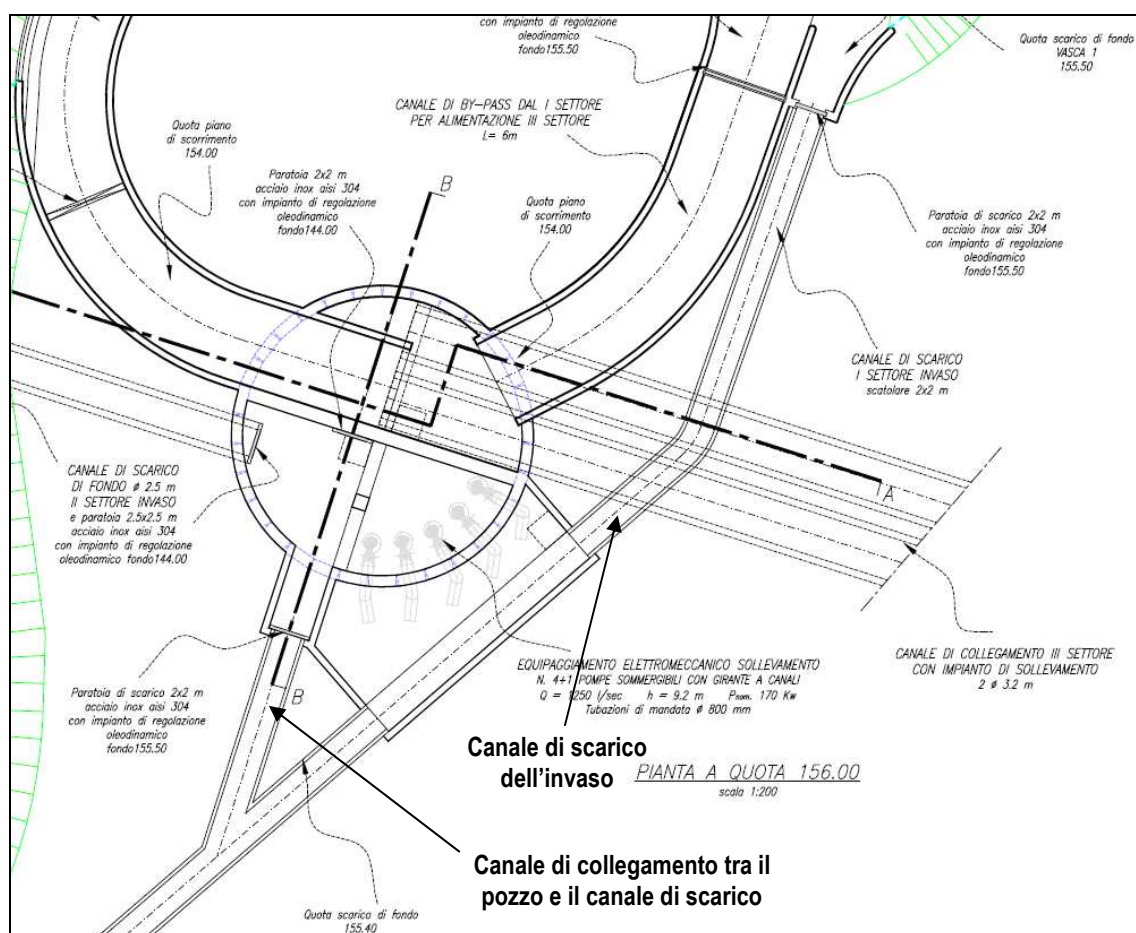 con impianto di regolazione
oleodinamico
fondo155.50
Quota scarico di fondo
VASCA 1
155.50
CANALE DI BY-PASS DAL I SETTORE
PER ALIMENTAZIONE III SETTORE
L= 6m
Quota piano
di scorrimento
154.00
Paratoia 2x2 m
acciaio inox aisi 304
con impianto di regolazione
oleodinamico
fondo144.00
B
Quota piano
di scorrimento
154.00
Paratoia di scarico 2x2 m
acciaio inox aisi 304
con impianto di regolazione
oleodinamico
fondo155.50
CANALE DI SCARICO
I SETTORE INVASO
scatolare 2x2 m
A
CANALE DI SCARICO
DI FONDO ø 2.5 m
II SETTORE INVASO
e paratoia 2.5x2.5 m
acciaio inox aisi 304
con impianto di regolazione
oleodinamico fondo144.00
CANALE DI COLLEGAMENTO III SETTORE
CON IMPIANTO DI SOLLEVAMENTO
2 ø 3.2 m
EQUIPAGGIAMENTO ELETTROMECCANICO SOLLEVAMENTO
N. 4+1 POMPE SOMMERGIBILI CON GIRANTE A CANALI
Q = 1250 l/sec h = 9.2 m Pnom. 170 Kw
Tubazioni di mandata ø 800 mm
Paratoia di scarico 2x2 m
acciaio inox aisi 304
con impianto di regolazione
oleodinamico
fondo155.50
B
Canale di scarico
dell'invaso
PIANTA A QUOTA 156.00
scala 1:200
Canale di collegamento tra il
pozzo e il canale di scarico
Quota scarico di fondo
155.40